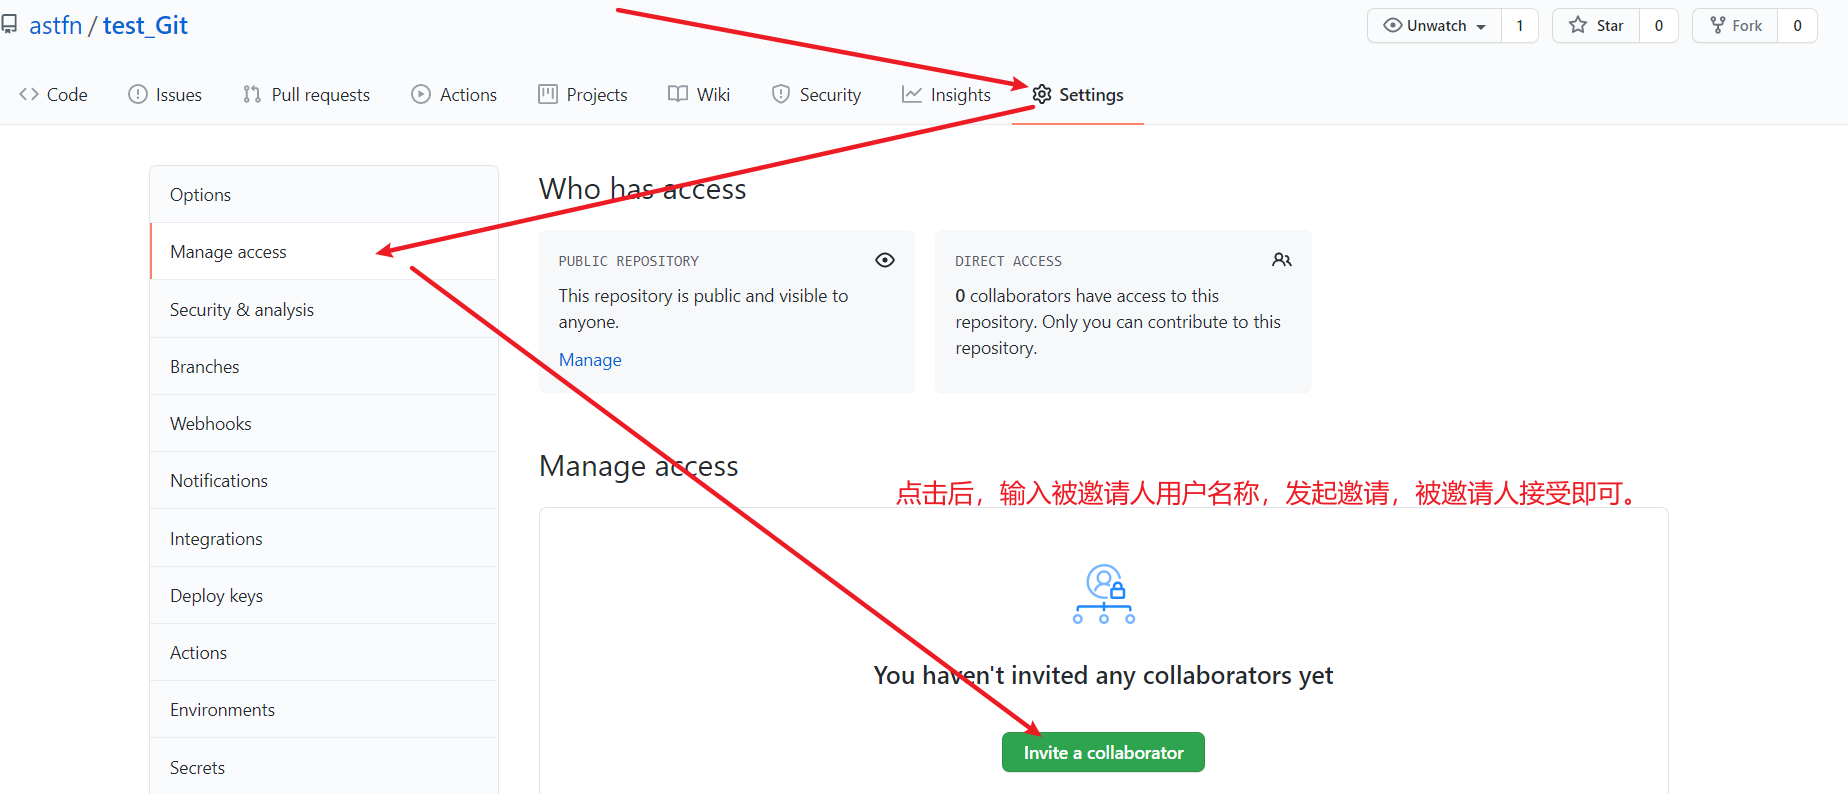 astfn / test_Git
Unwatch 1 Star 0 Fork 0
Code Issues Pull requests Actions Projects Wiki Security Insights Settings
Options
Manage access
Security & analysis
Branches
Webhooks
Notifications
Integrations
Deploy keys
Actions
Environments
Secrets
Who has access
PUBLIC REPOSITORY
This repository is public and visible to
anyone.
Manage
DIRECT ACCESS
0 collaborators have access to this
repository. Only you can contribute to this
repository.
Manage access
点击后，输入被邀请人用户名称，发起邀请，被邀请人接受即可。
You haven't invited any collaborators yet
Invite a collaborator